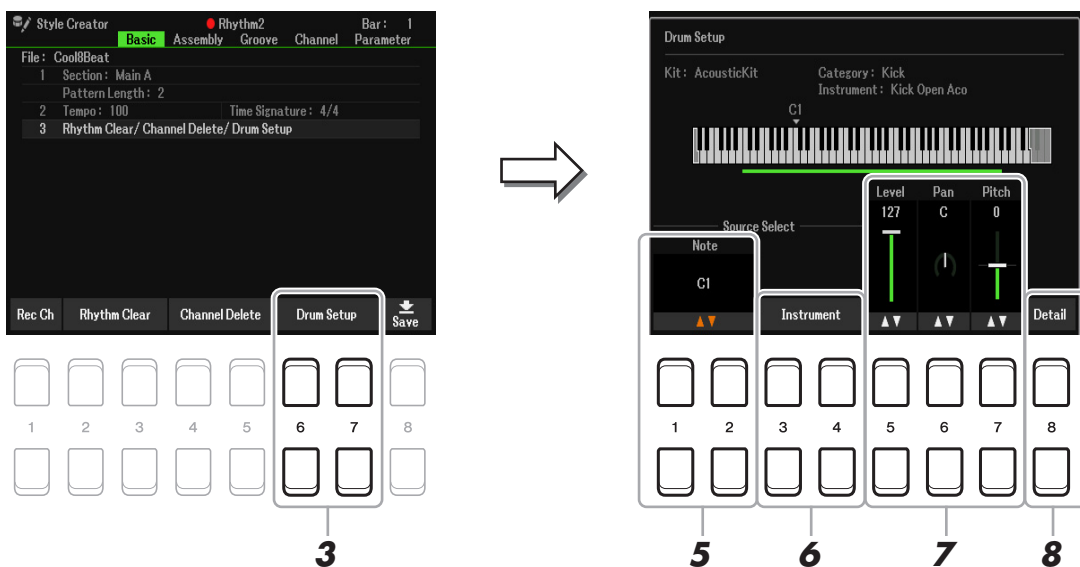 Style Creator Rhythm2 Bar: 1
Basic Assembly Groove Channel Parameter
File: Cool8Beat
1 Section: Main A
Pattern Length: 2
2 Tempo: 100 Time Signature: 4/4
3 Rhythm Clear/ Channel Delete/ Drum Setup
Rec Ch Rhythm Clear Channel Delete Drum Setup Save
1 2 3 4 5 6 7 8
3
Drum Setup
Kit: AcousticKit Category: Kick
Instrument: Kick Open Aco
C1
Level Pan Pitch
127 C 0
Source Select
Note
C1
Instrument Detail
1 2 3 4 5 6 7 8
5 6 7 8